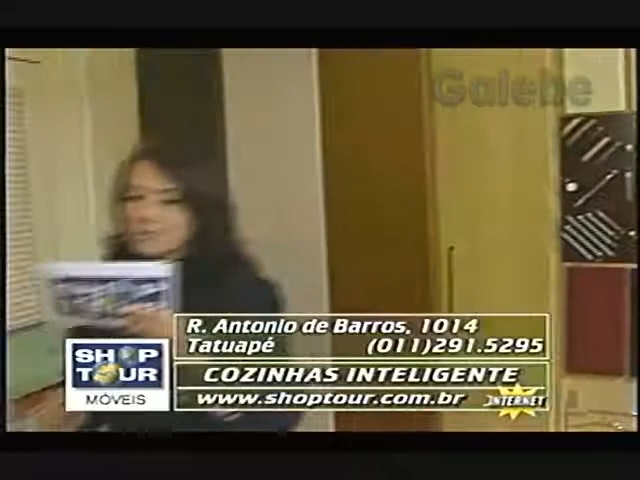 Galebe
R. Antonio de Barros, 1014
Tatuapé (011)291.5295
SHOP TOUR
MÓVEIS
COZINHAS INTELIGENTE
www.shoptour.com.br
INTERNET